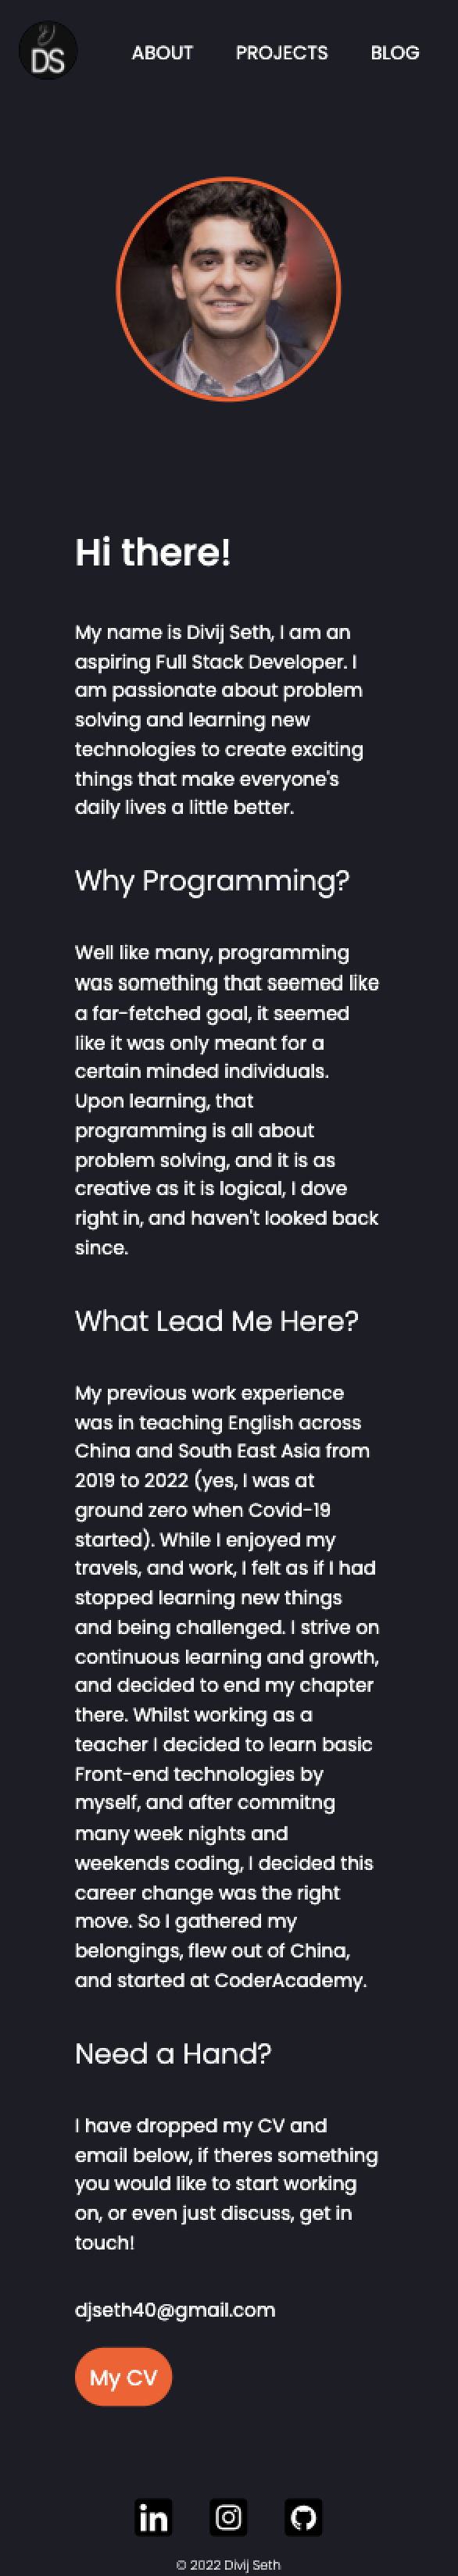 DS
ABOUT PROJECTS BLOG
Hi there!
My name is Divij Seth, I am an
aspiring Full Stack Developer. I
am passionate about problem
solving and learning new
technologies to create exciting
things that make everyone's
daily lives a little better.
Why Programming?
Well like many, programming
was something that seemed like
a far-fetched goal, it seemed
like it was only meant for a
certain minded individuals.
Upon learning, that
programming is all about
problem solving, and it is as
creative as it is logical, I dove
right in, and haven't looked back
since.
What Lead Me Here?
My previous work experience
was in teaching English across
China and South East Asia from
2019 to 2022 (yes, I was at
ground zero when Covid-19
started). While I enjoyed my
travels, and work, I felt as if I had
stopped learning new things
and being challenged. I strive on
continuous learning and growth,
and decided to end my chapter
there. Whilst working as a
teacher I decided to learn basic
Front-end technologies by
myself, and after commitng
many week nights and
weekends coding, I decided this
career change was the right
move. So I gathered my
belongings, flew out of China,
and started at CoderAcademy.
Need a Hand?
I have dropped my CV and
email below, if theres something
you would like to start working
on, or even just discuss, get in
touch!
djseth40@gmail.com
My CV
in
© 2022 Divij Seth